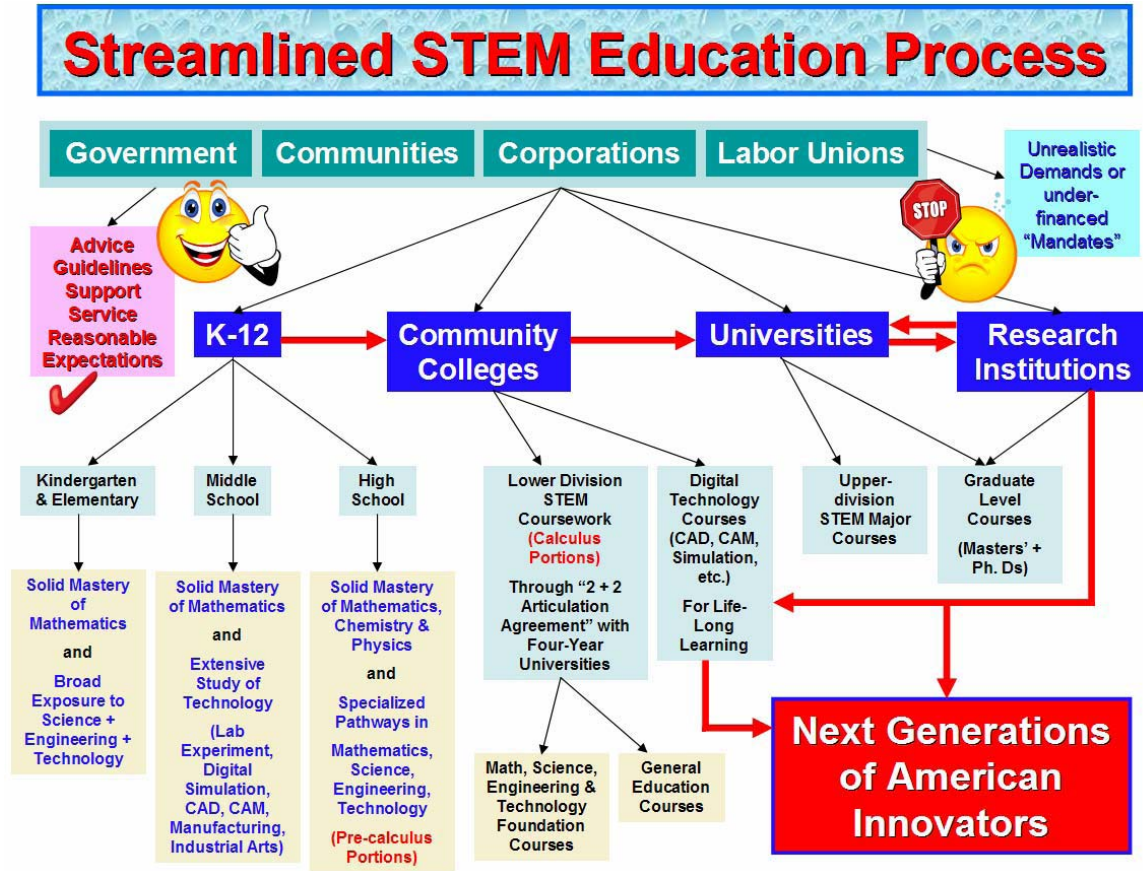 Streamlined STEM Education Process
Government
Communities
Corporations
Labor Unions
Unrealistic
Demands or
under-
financed
“Mandates”
STOP
Advice
Guidelines
Support
Service
Reasonable
Expectations
K-12
Community
Colleges
Universities
Research
Institutions
Kindergarten
& Elementary
Middle
School
High
School
Lower Division
STEM
Coursework
(Calculus
Portions)
Through “2 + 2
Articulation
Agreement” with
Four-Year
Universities
Digital
Technology
Courses
(CAD, CAM,
Simulation,
etc.)
For Life-
Long
Learning
Upper-
division
STEM Major
Courses
Graduate
Level
Courses
(Masters’ +
Ph. Ds)
Solid Mastery
of
Mathematics
and
Broad
Exposure to
Science +
Engineering +
Technology
Solid Mastery
of Mathematics
and
Extensive
Study of
Technology
(Lab
Experiment,
Digital
Simulation,
CAD, CAM,
Manufacturing,
Industrial Arts)
Solid Mastery
of Mathematics,
Chemistry &
Physics
and
Specialized
Pathways in
Mathematics,
Science,
Engineering,
Technology
(Pre-calculus
Portions)
Math, Science,
Engineering &
Technology
Foundation
Courses
General
Education
Courses
Next Generations
of American
Innovators